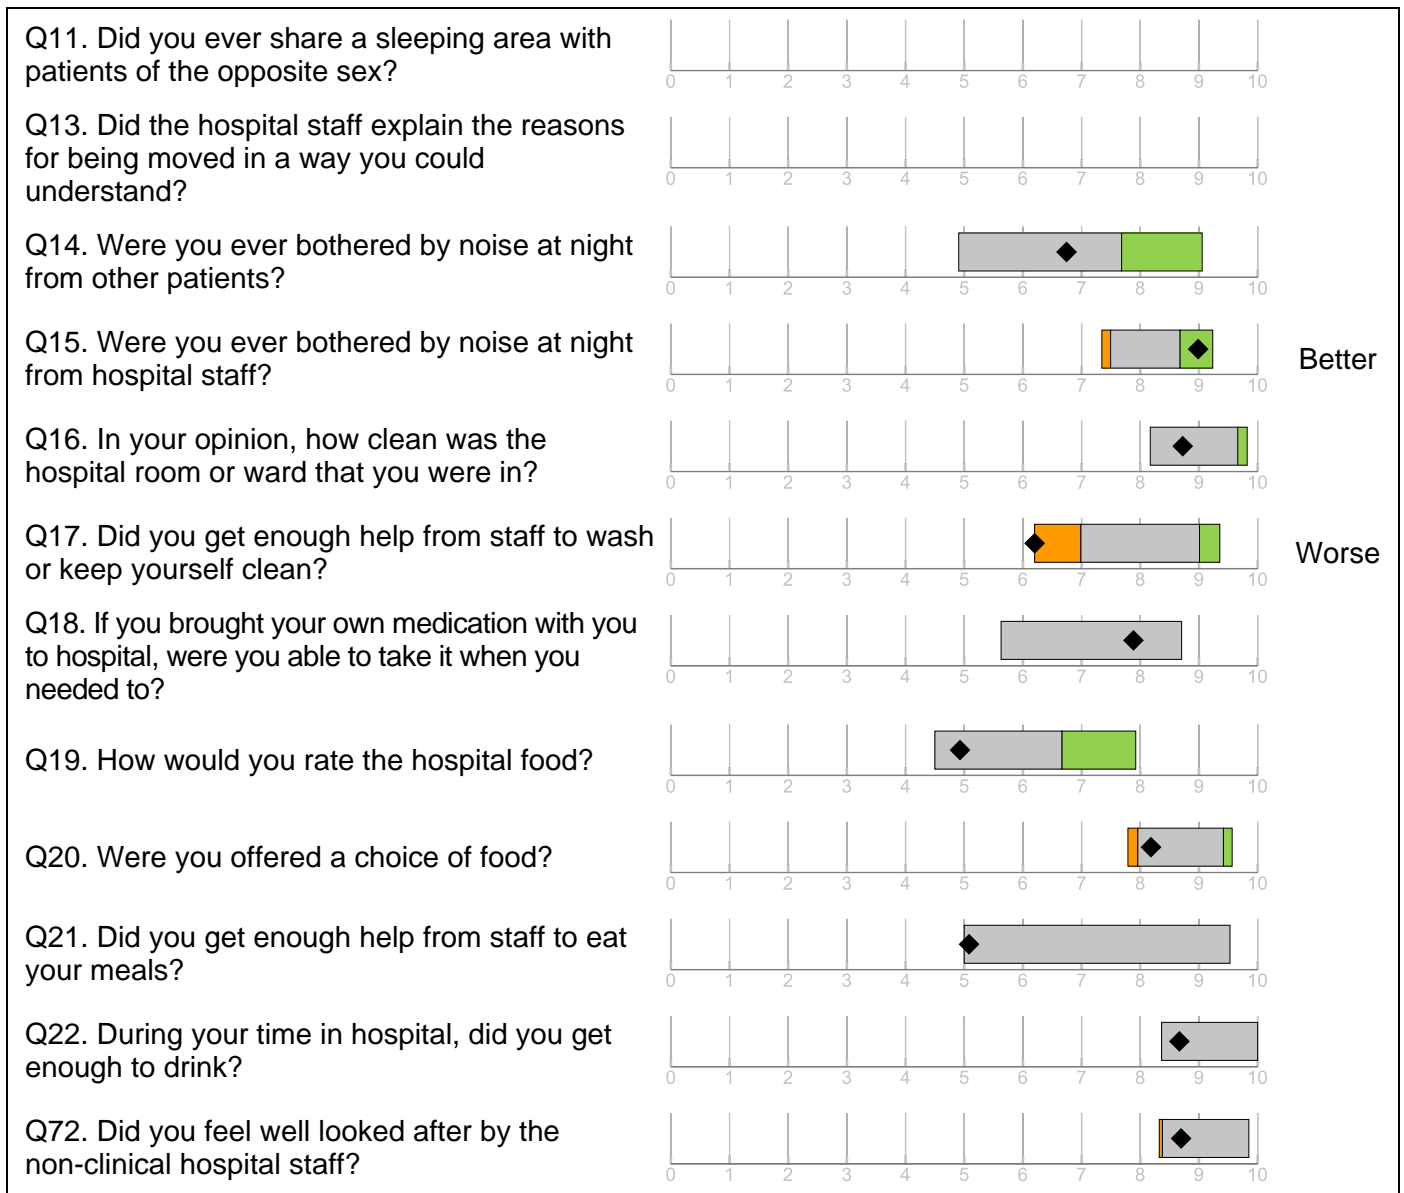 Q11. Did you ever share a sleeping area with
patients of the opposite sex?
0 1 2 3 4 5 6 7 8 9 10
Q13. Did the hospital staff explain the reasons
for being moved in a way you could
understand?
0 1 2 3 4 5 6 7 8 9 10
Q14. Were you ever bothered by noise at night
from other patients?
0 1 2 3 4 5 6 7 8 9 10
Q15. Were you ever bothered by noise at night
from hospital staff?
0 1 2 3 4 5 6 7 8 9 10
Better
Q16. In your opinion, how clean was the
hospital room or ward that you were in?
0 1 2 3 4 5 6 7 8 9 10
Q17. Did you get enough help from staff to wash
or keep yourself clean?
0 1 2 3 4 5 6 7 8 9 10
Worse
Q18. If you brought your own medication with you
to hospital, were you able to take it when you
needed to?
0 1 2 3 4 5 6 7 8 9 10
Q19. How would you rate the hospital food?
0 1 2 3 4 5 6 7 8 9 10
Q20. Were you offered a choice of food?
0 1 2 3 4 5 6 7 8 9 10
Q21. Did you get enough help from staff to eat
your meals?
0 1 2 3 4 5 6 7 8 9 10
Q22. During your time in hospital, did you get
enough to drink?
0 1 2 3 4 5 6 7 8 9 10
Q72. Did you feel well looked after by the
non-clinical hospital staff?
0 1 2 3 4 5 6 7 8 9 10